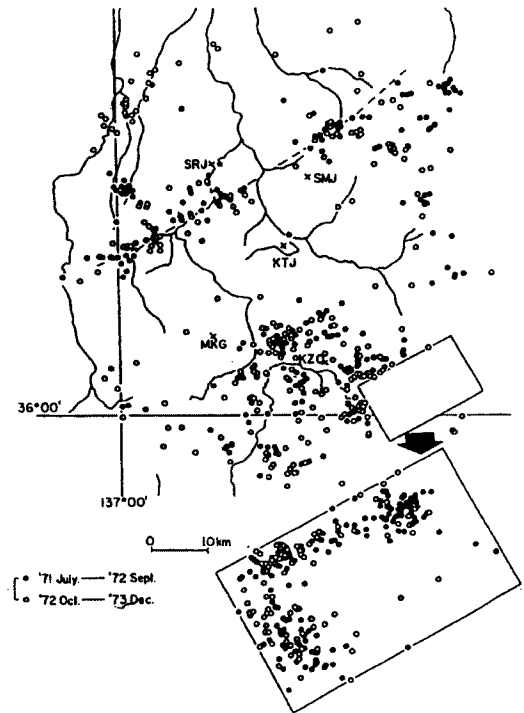 SRJ
SMJ
KTJ
MKG
KZC
36°00'
137°00'
0 10km
'71 July. — '72 Sept.
'72 Oct. — '73 Dec.